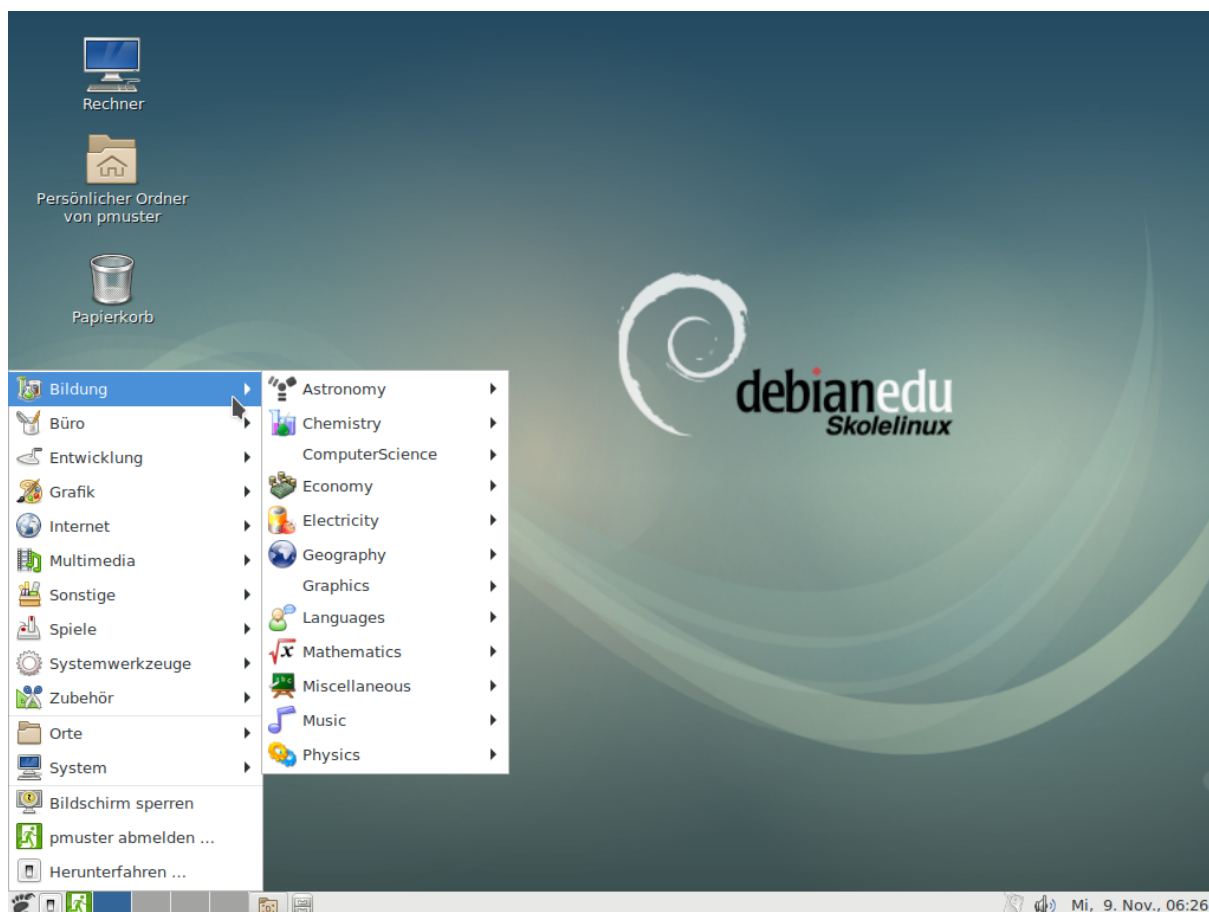 Rechner
Persönlicher Ordner
von pmuster
Papierkorb
debianedu
Skolelinux
Bildung
Büro
Entwicklung
Grafik
Internet
Multimedia
Sonstige
Spiele
Systemwerkzeuge
Zubehör
Orte
System
Bildschirm sperren
pmuster abmelden ...
Herunterfahren ...
Astronomy
Chemistry
ComputerScience
Economy
Electricity
Geography
Graphics
Languages
Mathematics
Miscellaneous
Music
Physics
Mi, 9. Nov., 06:26